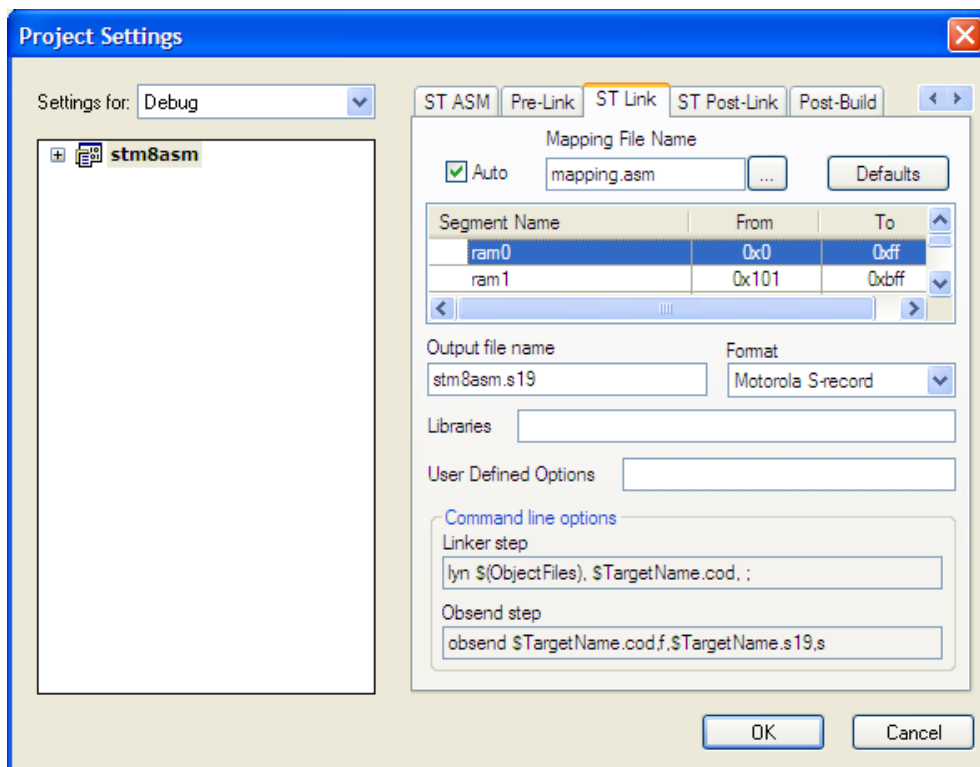 Project Settings
Settings for: Debug
stm8asm
ST ASM Pre-Link ST Link ST Post-Link Post-Build
Mapping File Name
Auto mapping.asm ... Defaults
Segment Name From To
ram0 0x0 0xff
ram1 0x101 0xbff
Output file name Format
stm8asm.s19 Motorola S-record
Libraries
User Defined Options
Command line options
Linker step
lyn $(ObjectFiles), $TargetName.cod, ;
Obsend step
obsend $TargetName.cod,f,$TargetName.s19,s
OK Cancel